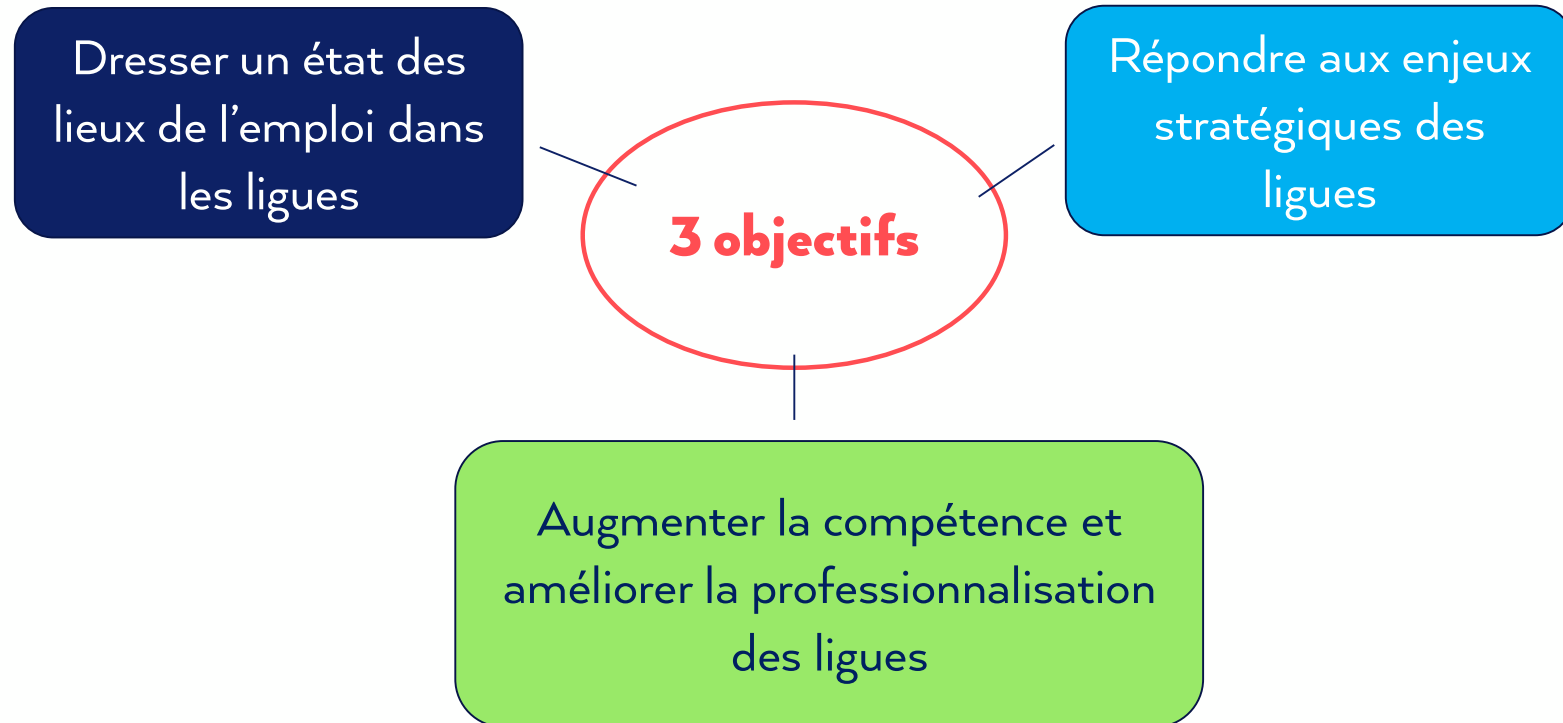 Dresser un état des
lieux de l’emploi dans
les ligues
Répondre aux enjeux
stratégiques des
ligues
3 objectifs
Augmenter la compétence et
améliorer la professionnalisation
des ligues